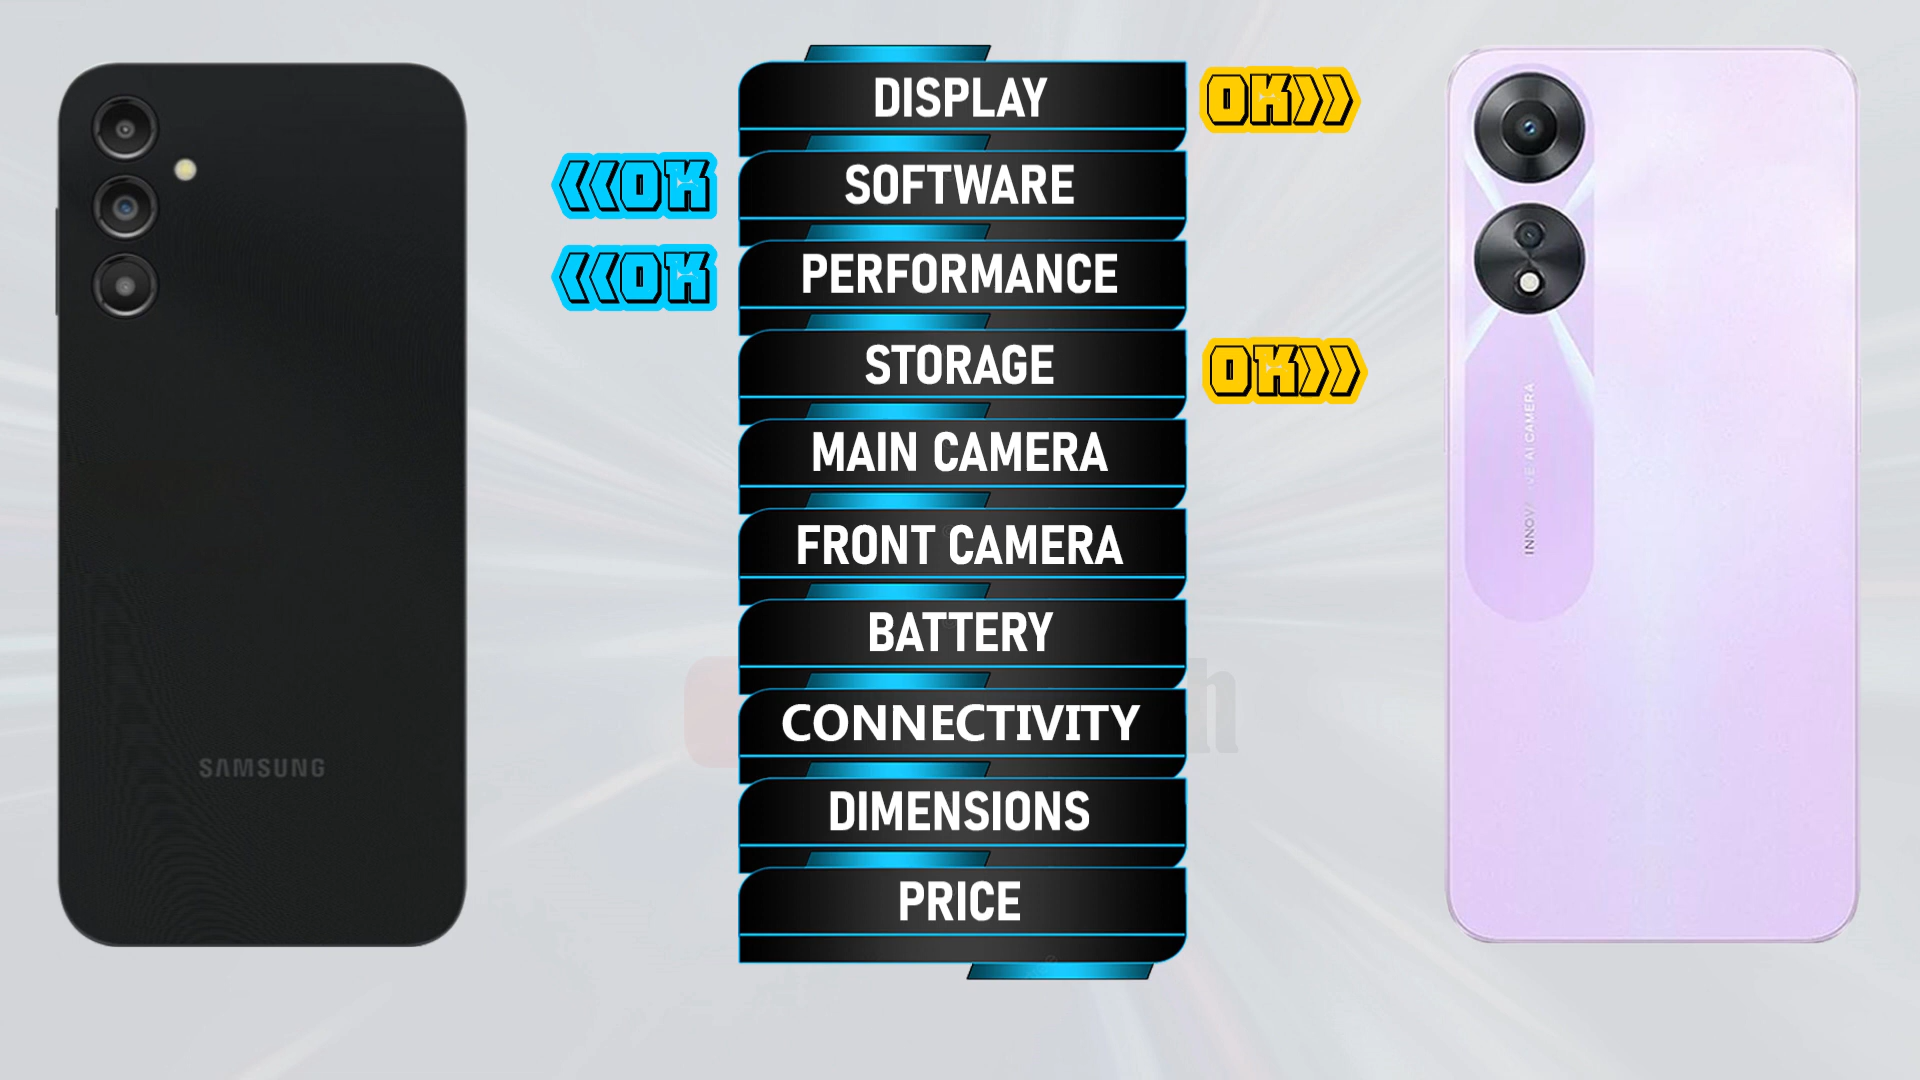 DISPLAY OK
OK SOFTWARE
OK PERFORMANCE
STORAGE OK
MAIN CAMERA
FRONT CAMERA
BATTERY
CONNECTIVITY
DIMENSIONS
PRICE
SAMSUNG
AI CAMERA